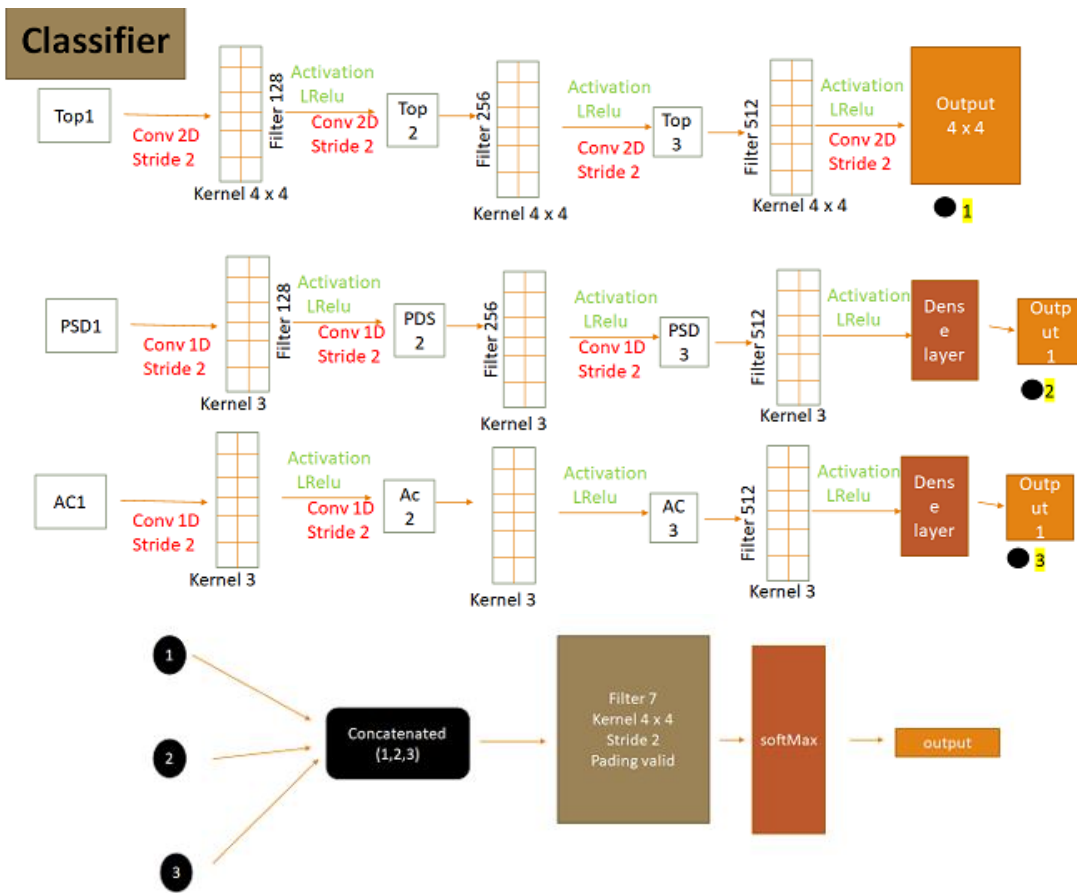 Classifier
Top1
Conv 2D
Stride 2
Kernel 4 x 4
Filter 128
Activation
LRelu
Conv 2D
Stride 2
Top
2
Filter 256
Kernel 4 x 4
Activation
LRelu
Conv 2D
Stride 2
Top
3
Filter 512
Kernel 4 x 4
Activation
LRelu
Conv 2D
Stride 2
Output
4 x 4
1
PSD1
Conv 1D
Stride 2
Kernel 3
Filter 128
Activation
LRelu
Conv 1D
Stride 2
PDS
2
Filter 256
Kernel 3
Activation
LRelu
Conv 1D
Stride 2
PSD
3
Filter 512
Kernel 3
Activation
LRelu
Dens
e
layer
Outp
ut
1
2
AC1
Conv 1D
Stride 2
Kernel 3
Activation
LRelu
Conv 1D
Stride 2
Ac
2
Kernel 3
Activation
LRelu
AC
3
Filter 512
Kernel 3
Activation
LRelu
Dens
e
layer
Outp
ut
1
3
1
2
3
Concatenated
(1,2,3)
Filter 7
Kernel 4 x 4
Stride 2
Pading valid
softMax
output